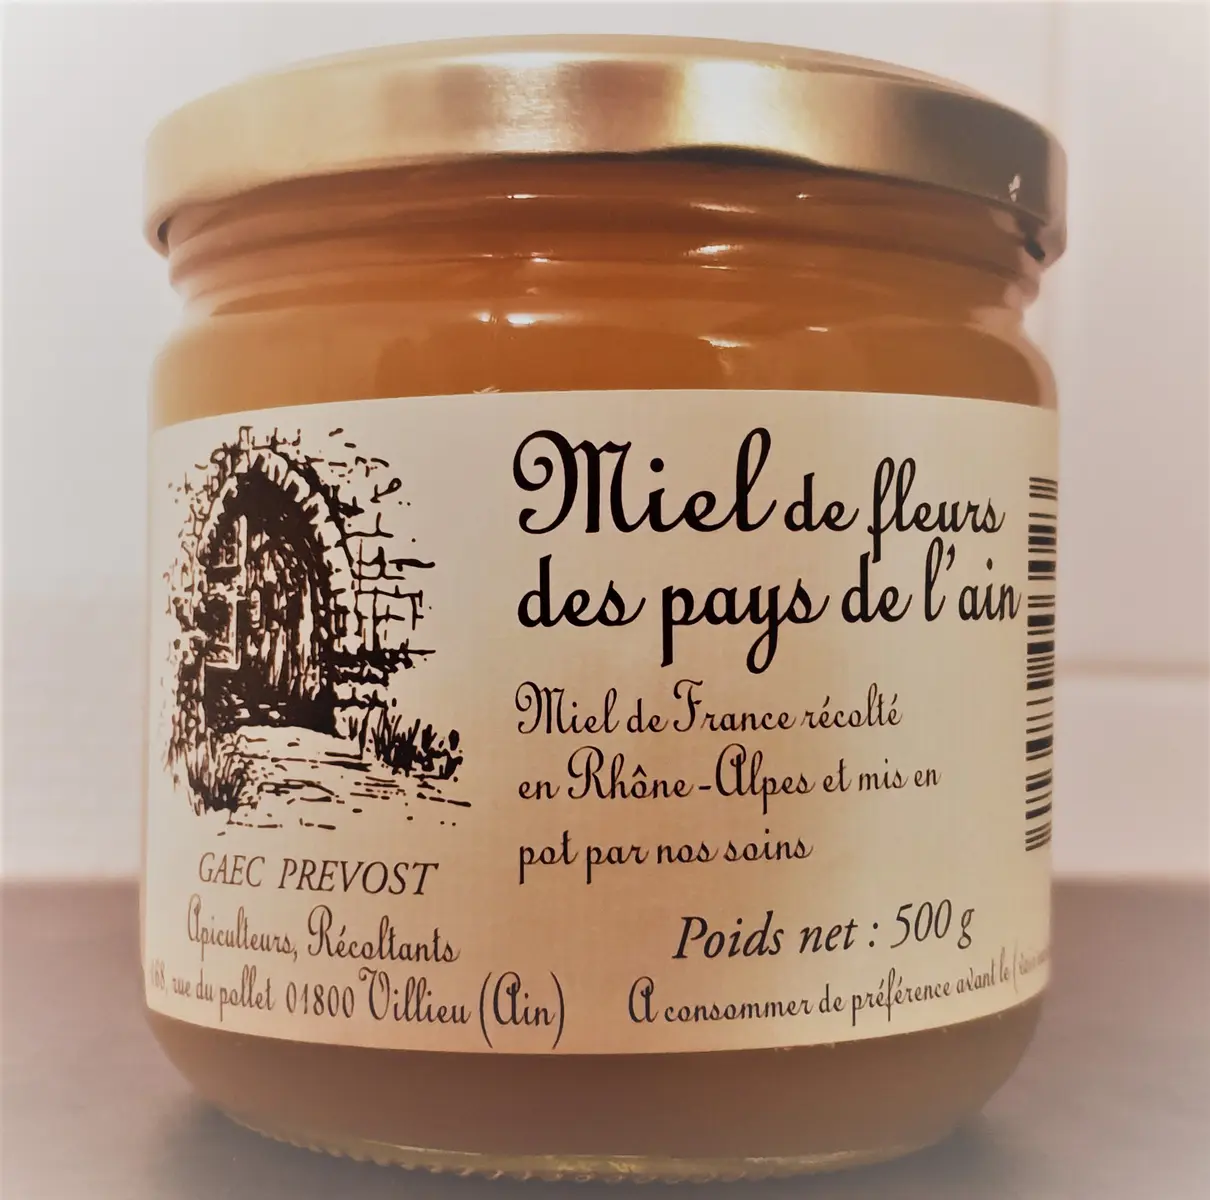 Miel de fleurs
des pays de l'ain
Miel de France récolté
en Rhône-Alpes et mis en
pot par nos soins
Poids net : 500 g
A consommer de préférence avant le (
GAEC PREVOST
Apiculteurs, Récoltants
rue du pollet 01800 Villieu (Ain)